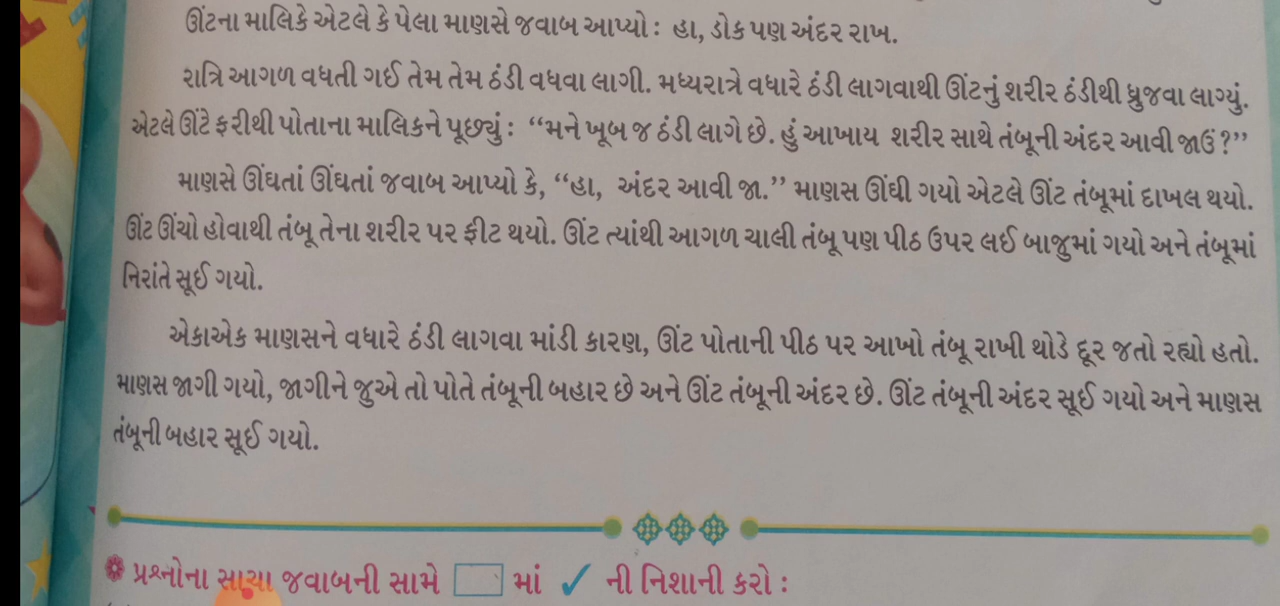 ઊંટના માલિકે એટલે કે પેલા માણસે જવાબ આપ્યો : હા, ડોક પણ અંદર રાખ.
રાત્રિ આગળ વધતી ગઈ તેમ તેમ ઠંડી વધવા લાગી. મધ્યરાત્રે વધારે ઠંડી લાગવાથી ઊંટનું શરીર ઠંડીથી ધ્રુજવા લાગ્યું.
એટલે ઊંટે ફરીથી પોતાના માલિકને પૂછ્યું : “મને ખૂબ જ ઠંડી લાગે છે. હું આખાય શરીર સાથે તંબૂની અંદર આવી જાઉં ?”
માણસે ઊંઘતાં ઊંઘતાં જવાબ આપ્યો કે, “હા, અંદર આવી જા.” માણસ ઊંઘી ગયો એટલે ઊંટ તંબૂમાં દાખલ થયો.
ઊંટ ઊંચો હોવાથી તંબૂ તેના શરીર પર ફીટ થયો. ઊંટ ત્યાંથી આગળ ચાલી તંબૂ પણ પીઠ ઉપર લઈ બાજુમાં ગયો અને તંબૂમાં
નિરાંતે સૂઈ ગયો.
એકાએક માણસને વધારે ઠંડી લાગવા માંડી કારણ, ઊંટ પોતાની પીઠ પર આખો તંબૂ રાખી થોડે દૂર જતો રહ્યો હતો.
માણસ જાગી ગયો, જાગીને જુએ તો પોતે તંબૂની બહાર છે અને ઊંટ તંબૂની અંદર છે. ઊંટ તંબૂની અંદર સૂઈ ગયો અને માણસ
તંબૂની બહાર સૂઈ ગયો.
પ્રશ્નોના સાચા જવાબની સામે માં ✓ ની નિશાની કરો :